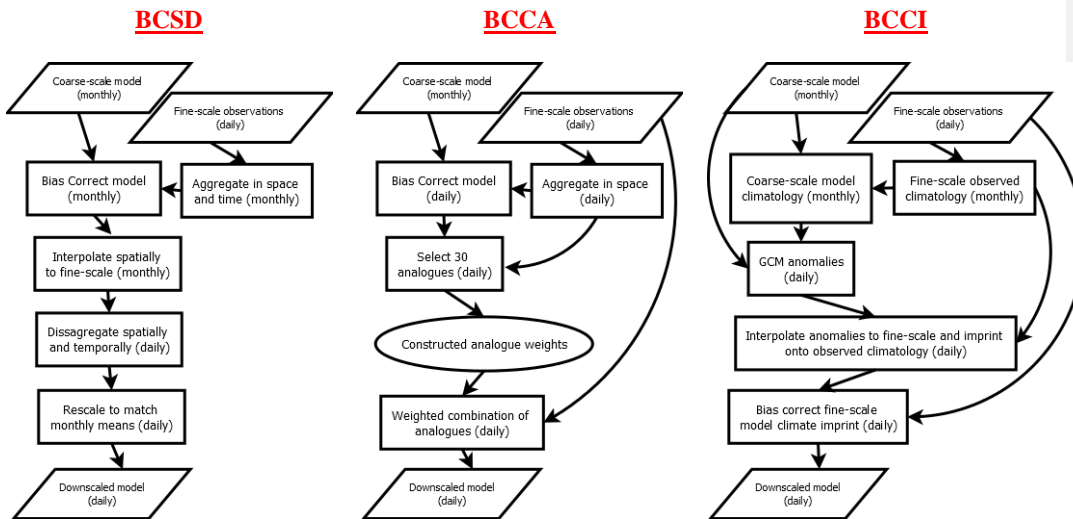 BCSD
Coarse-scale model
(monthly)
Fine-scale observations
(daily)
Bias Correct model
(monthly)
Aggregate in space
and time (monthly)
Interpolate spatially
to fine-scale (monthly)
Dissagregate spatially
and temporally (daily)
Rescale to match
monthly means (daily)
Downscaled model
(daily)
BCCA
Coarse-scale model
(monthly)
Fine-scale observations
(daily)
Bias Correct model
(daily)
Aggregate in space
(daily)
Select 30
analogues (daily)
Constructed analogue weights
Weighted combination of
analogues (daily)
Downscaled model
(daily)
BCCI
Coarse-scale model
(monthly)
Fine-scale observations
(daily)
Coarse-scale model
climatology (monthly)
Fine-scale observed
climatology (monthly)
GCM anomalies
(daily)
Interpolate anomalies to fine-scale and imprint
onto observed climatology (daily)
Bias correct fine-scale
model climate imprint (daily)
Downscaled model
(daily)